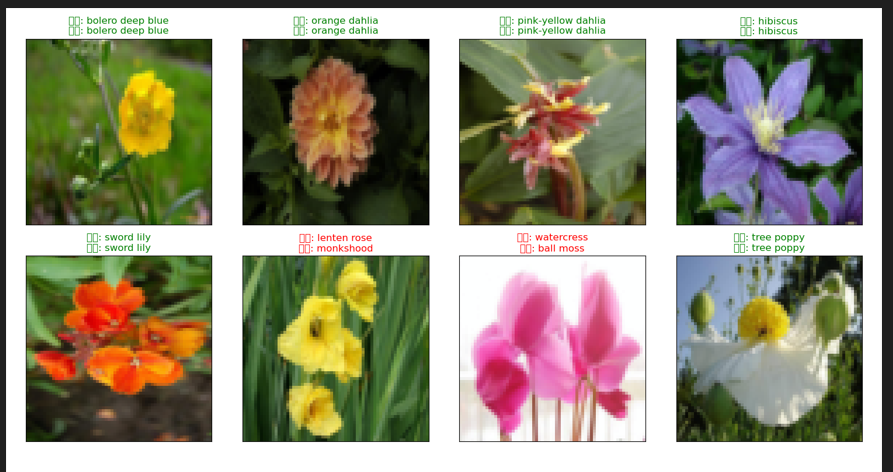 : bolero deep blue
: bolero deep blue
: orange dahlia
: orange dahlia
: pink-yellow dahlia
: pink-yellow dahlia
: hibiscus
: hibiscus
: sword lily
: sword lily
: lenten rose
: monkshood
: watercress
: ball moss
: tree poppy
: tree poppy